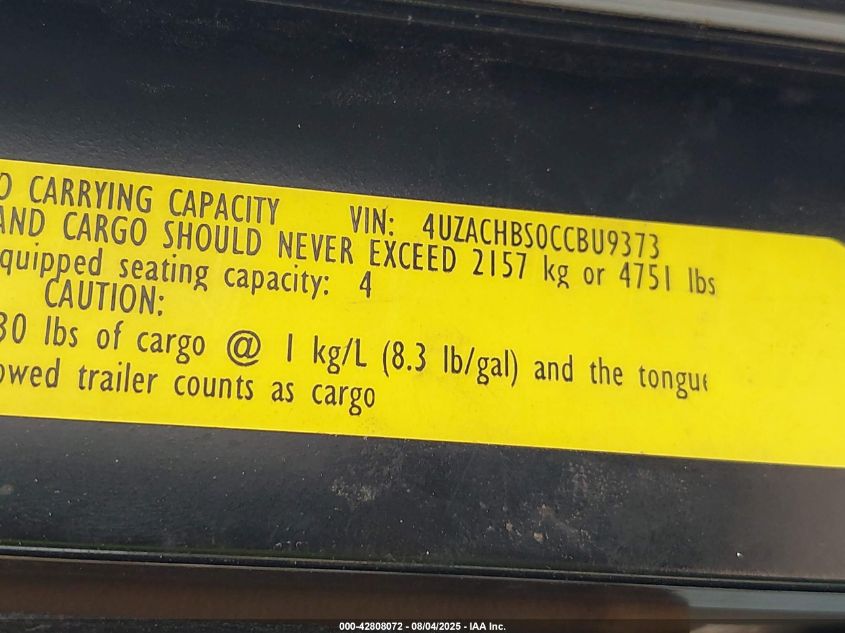 O CARRYING CAPACITY VIN: 4UZACHBS0CCBU9373
AND CARGO SHOULD NEVER EXCEED 2157 kg or 4751 lbs
quipped seating capacity: 4
CAUTION:
30 lbs of cargo @ 1 kg/L (8.3 lb/gal) and the tongue
owed trailer counts as cargo
000-42808072 - 08/04/2025 - IAA Inc.